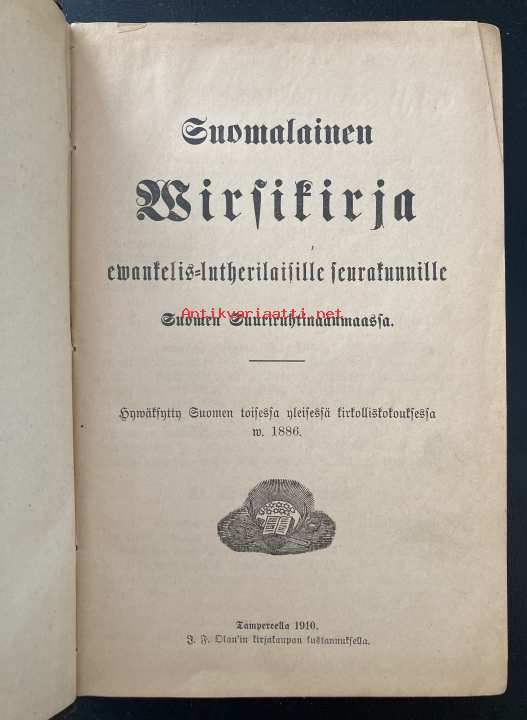 Suomalainen
Wirsikirja
ewankelis-lutherilaisille seurakunnille
Antikvariaatti.net
Suomen Suuriruhtinaanmaassa.
Hywäksytty Suomen toisessa yleisessä kirkolliskokouksessa
w. 1886.
Tampereella 1910.
J. F. Olan'in kirjakaupan kustannuksella.